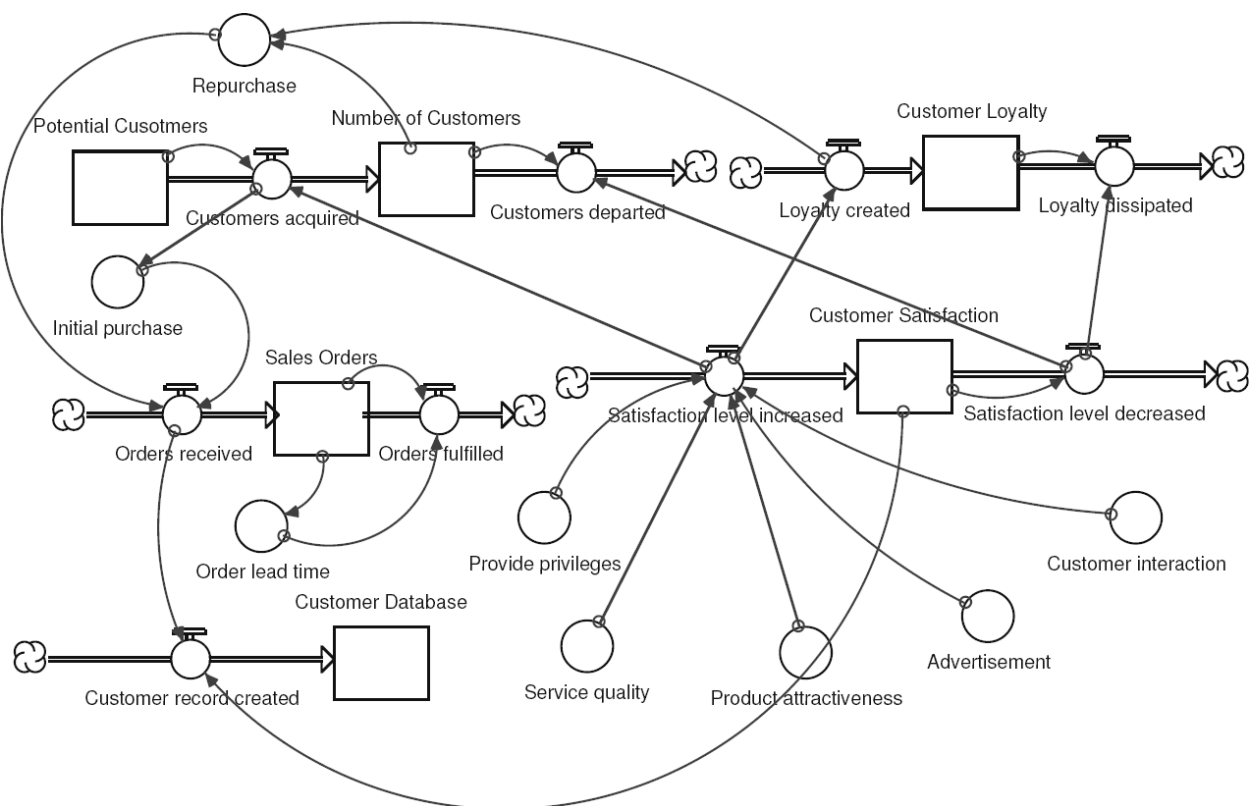 Repurchase
Customer Loyalty
Number of Customers
Potential Cusotmers
Customers acquired
Customers departed
Loyalty created
Loyalty dissipated
Initial purchase
Customer Satisfaction
Sales Orders
Satisfaction level increased
Satisfaction level decreased
Orders received
Orders fulfilled
Provide privileges
Customer interaction
Order lead time
Customer Database
Advertisement
Service quality
Product attractiveness
Customer record created